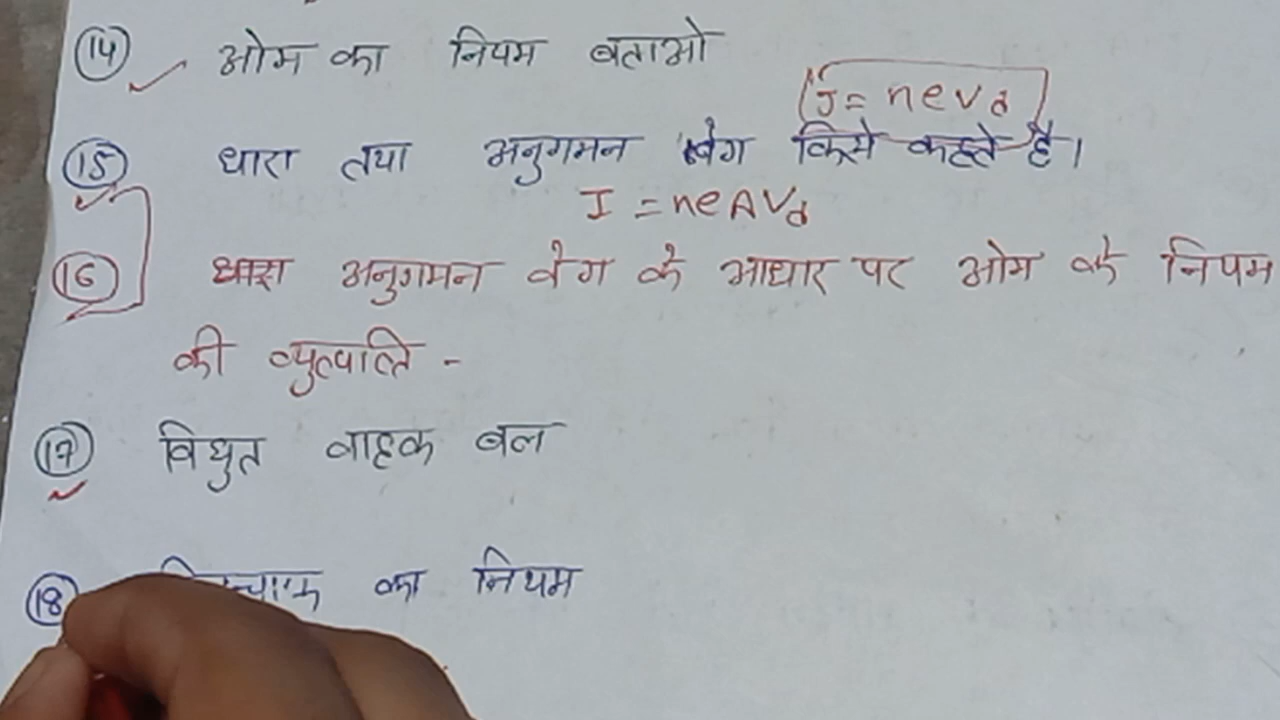 (14) ओम का नियम बताओ
J = neVd
(15) धारा तथा अनुगमन वेग किसे कहते है।
I = neAVd
(16) धारा अनुगमन वेग के आधार पर ओम के नियम
की व्युत्पत्ति -
(17) विधुत वाहक बल
(18) का नियम